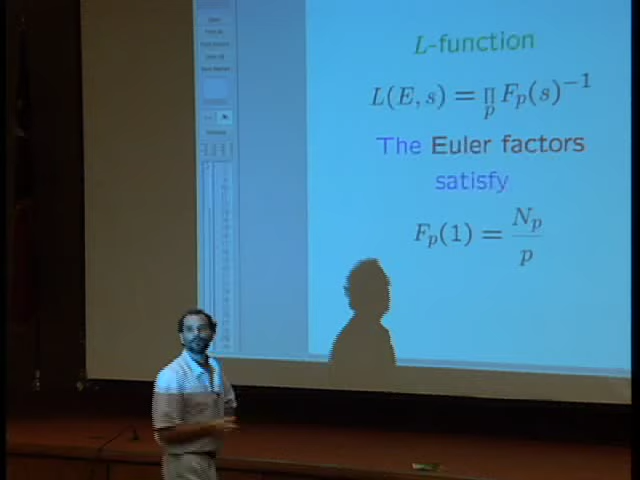 L-function
L(E, s) = ∏_p F_p(s)^{-1}
The Euler factors
satisfy
F_p(1) = N_p / p